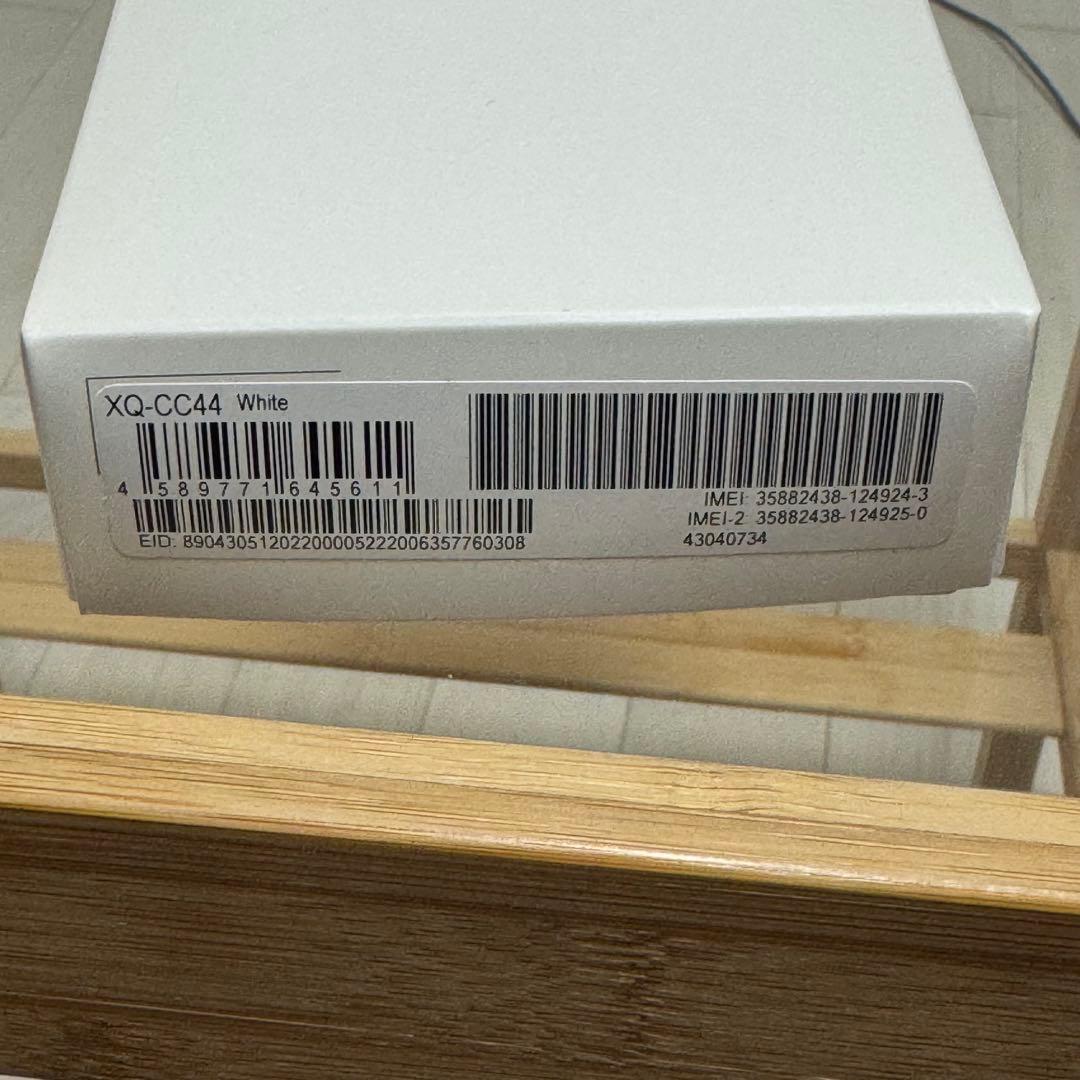 XQ-CC44 White
4 589771 645611
EID: 89043051202200005222006357760308
IMEI: 35882438-124924-3
IMEI-2 35882438-124925-0
43040734